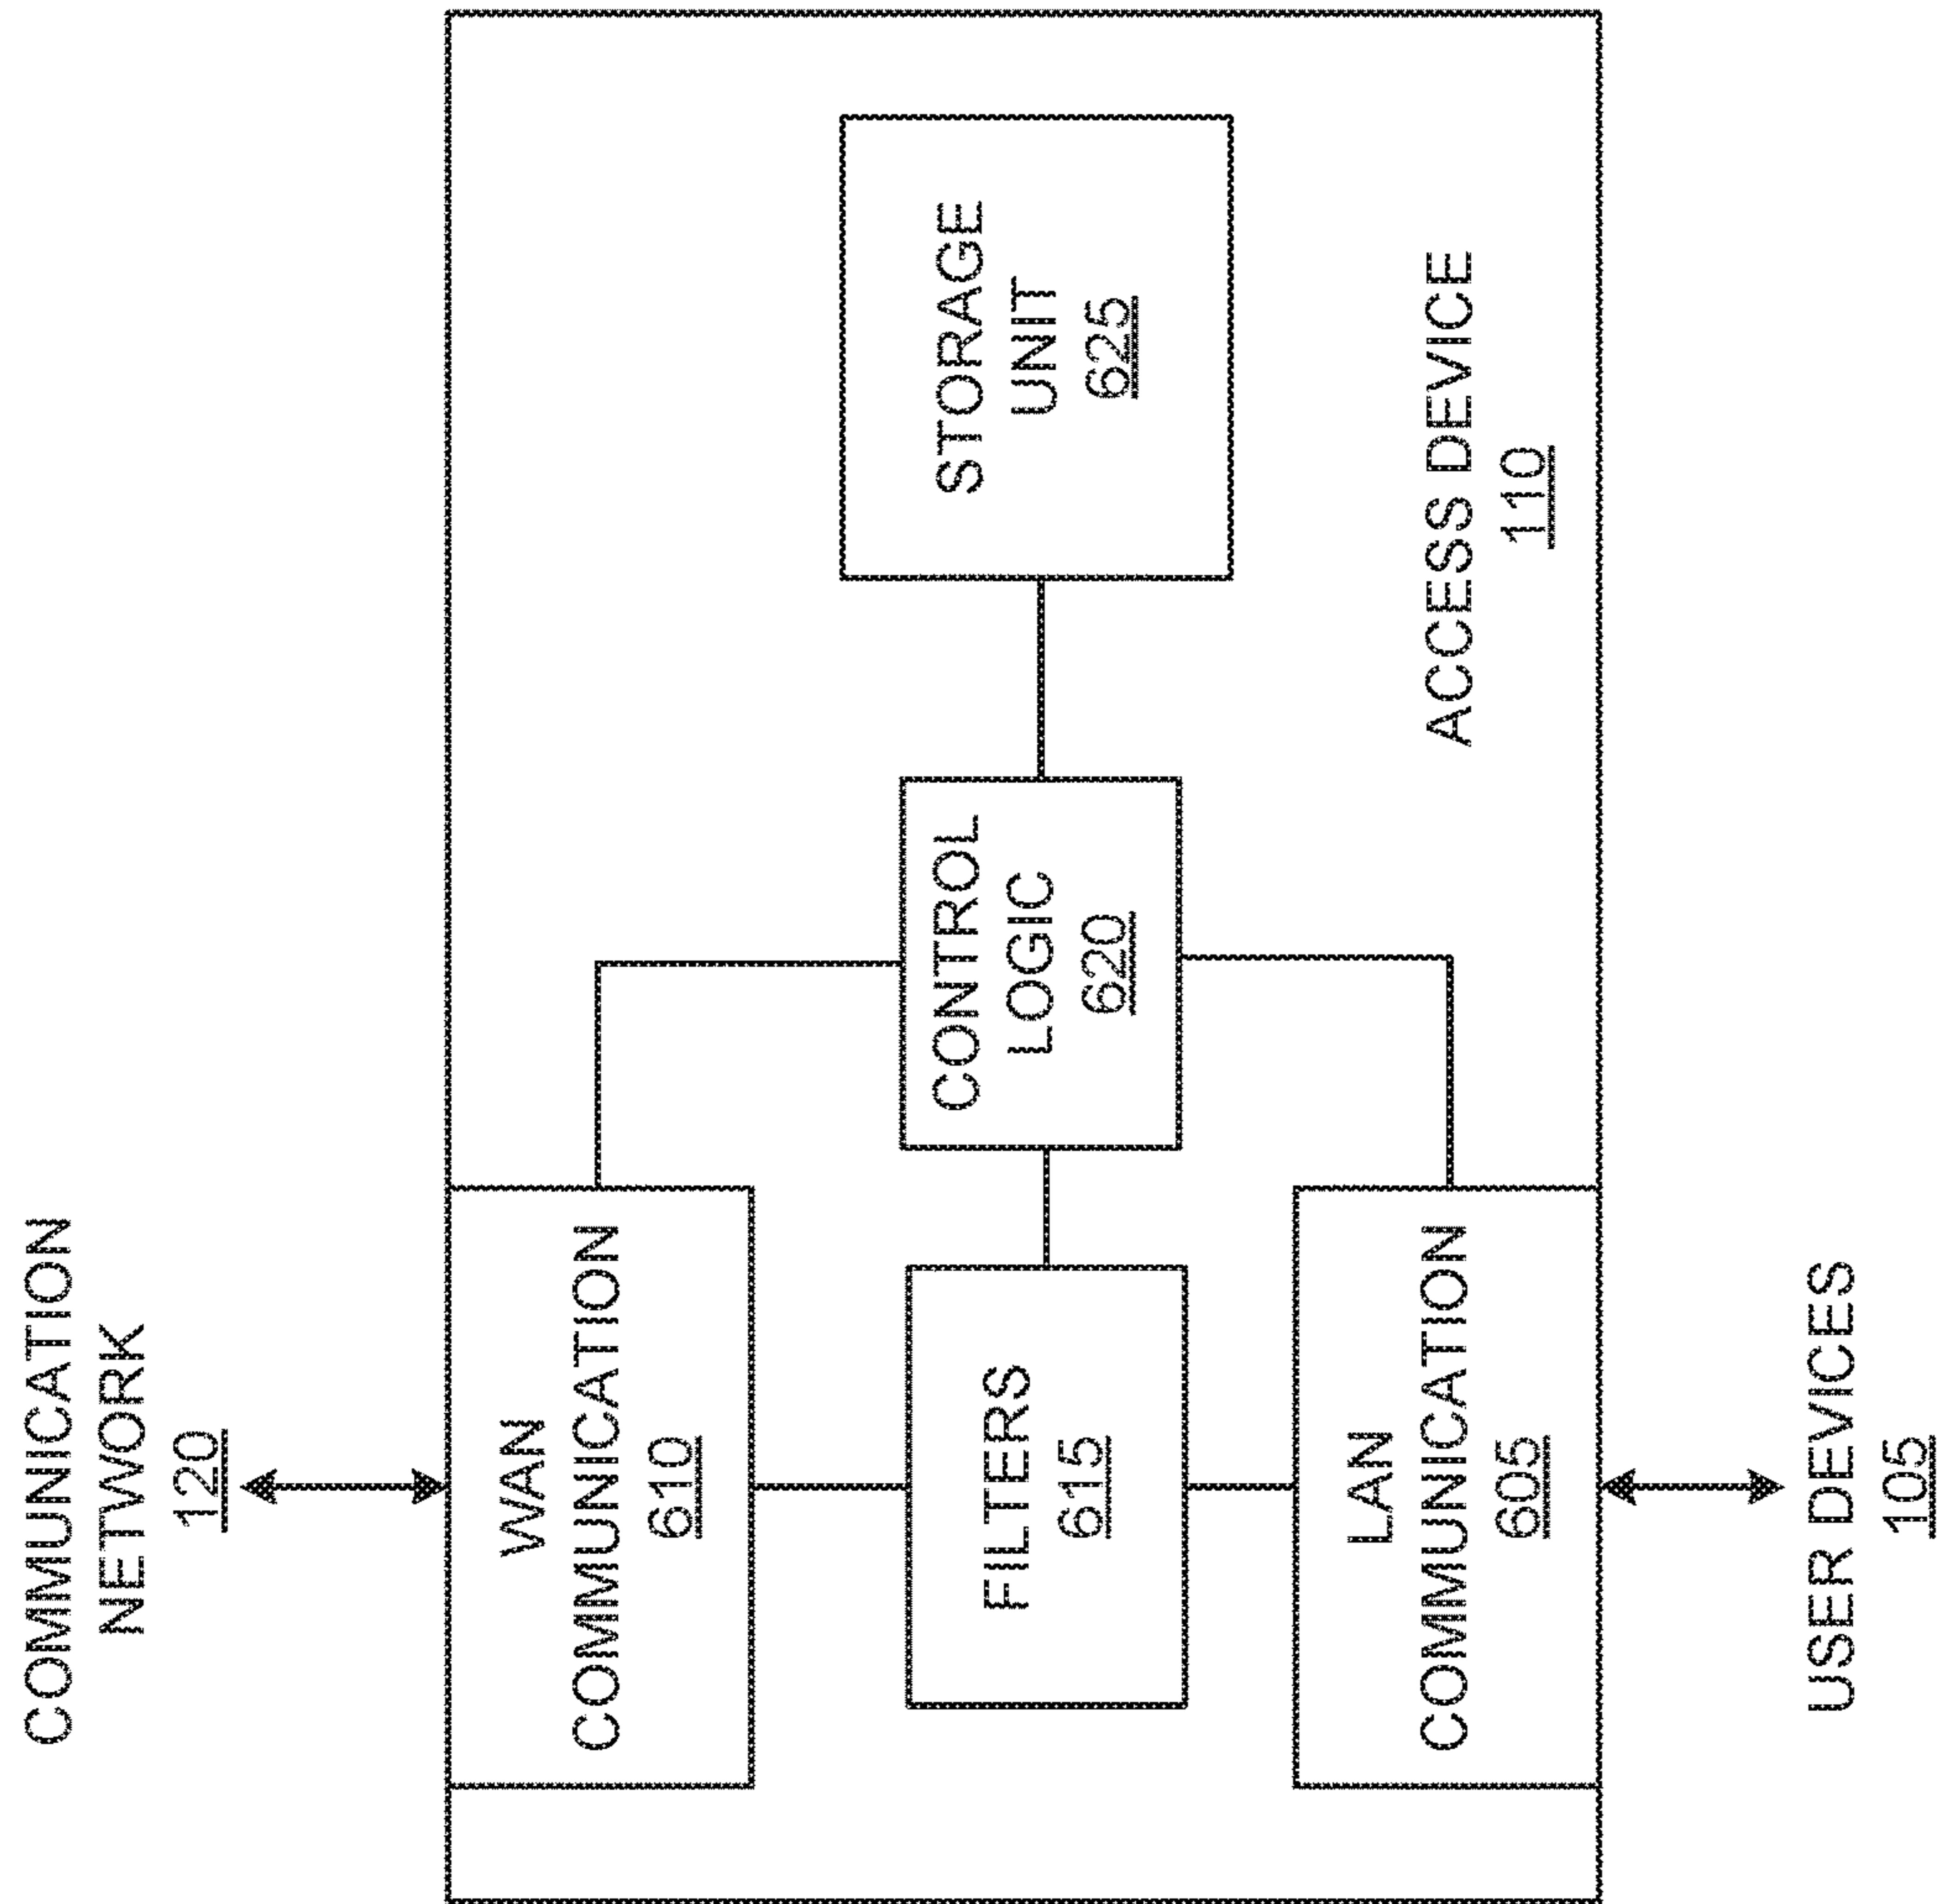 COMMUNICATION
NETWORK
120
WAN
COMMUNICATION
610
FILTERS
615
LAN
COMMUNICATION
605
CONTROL
LOGIC
620
STORAGE
UNIT
625
ACCESS DEVICE
110
USER DEVICES
105